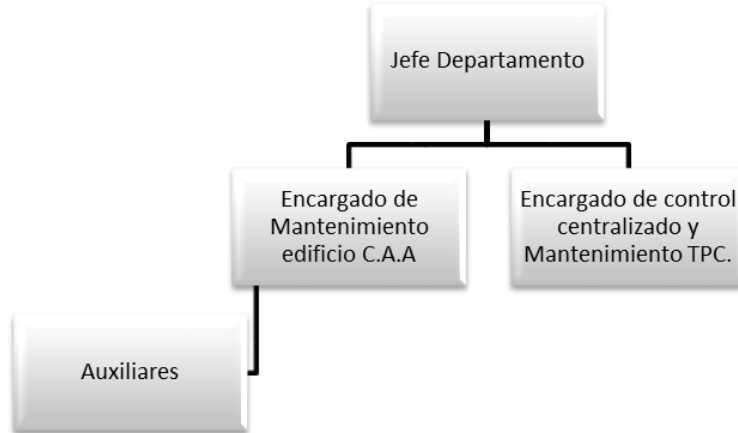 Jefe Departamento
Encargado de
Mantenimiento
edificio C.A.A
Encargado de control
centralizado y
Mantenimiento TPC.
Auxiliares